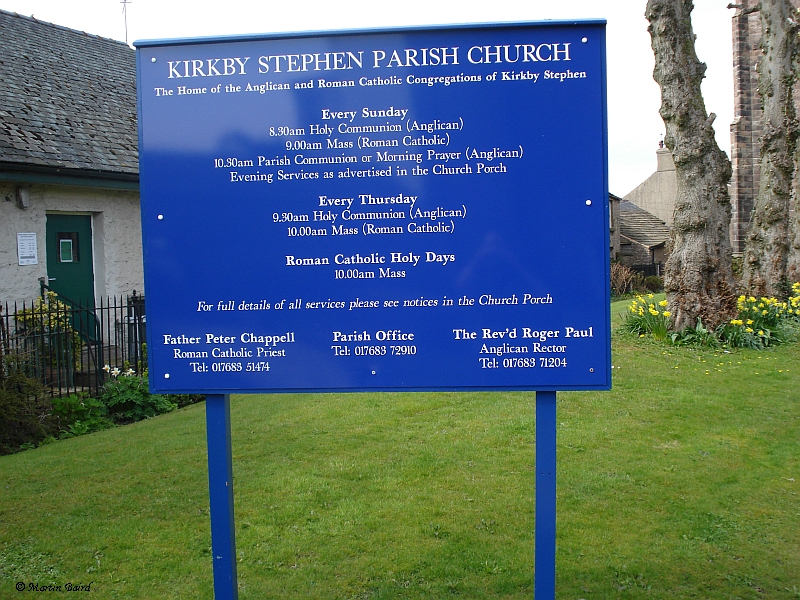 KIRKBY STEPHEN PARISH CHURCH
The Home of the Anglican and Roman Catholic Congregations of Kirkby Stephen
Every Sunday
8.30am Holy Communion (Anglican)
9.00am Mass (Roman Catholic)
10.30am Parish Communion or Morning Prayer (Anglican)
Evening Services as advertised in the Church Porch
Every Thursday
9.30am Holy Communion (Anglican)
10.00am Mass (Roman Catholic)
Roman Catholic Holy Days
10.00am Mass
For full details of all services please see notices in the Church Porch
Father Peter Chappell
Roman Catholic Priest
Tel: 017683 51474
Parish Office
Tel: 017683 72910
The Rev'd Roger Paul
Anglican Rector
Tel: 017683 71204
© Martin Baird